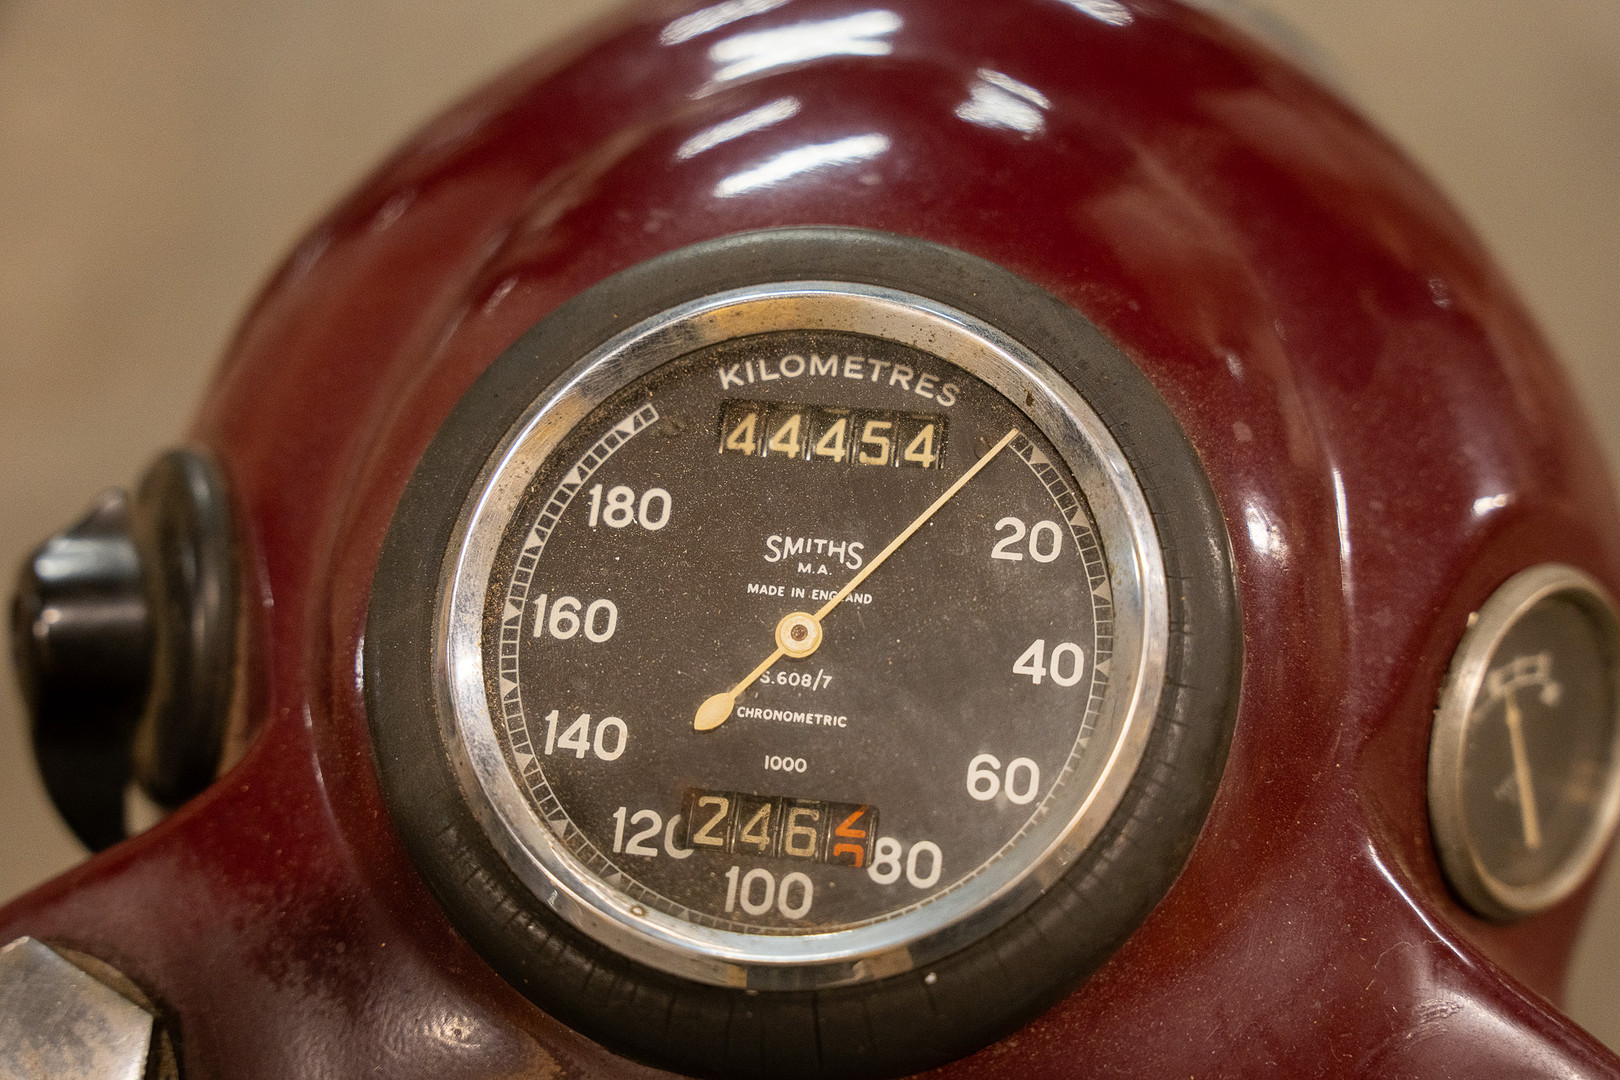 KILOMETRES
44454
180
20
SMITHS
M.A.
MADE IN ENGLAND
160
40
S.608/7
140
CHRONOMETRIC
1000
60
120
246
80
100